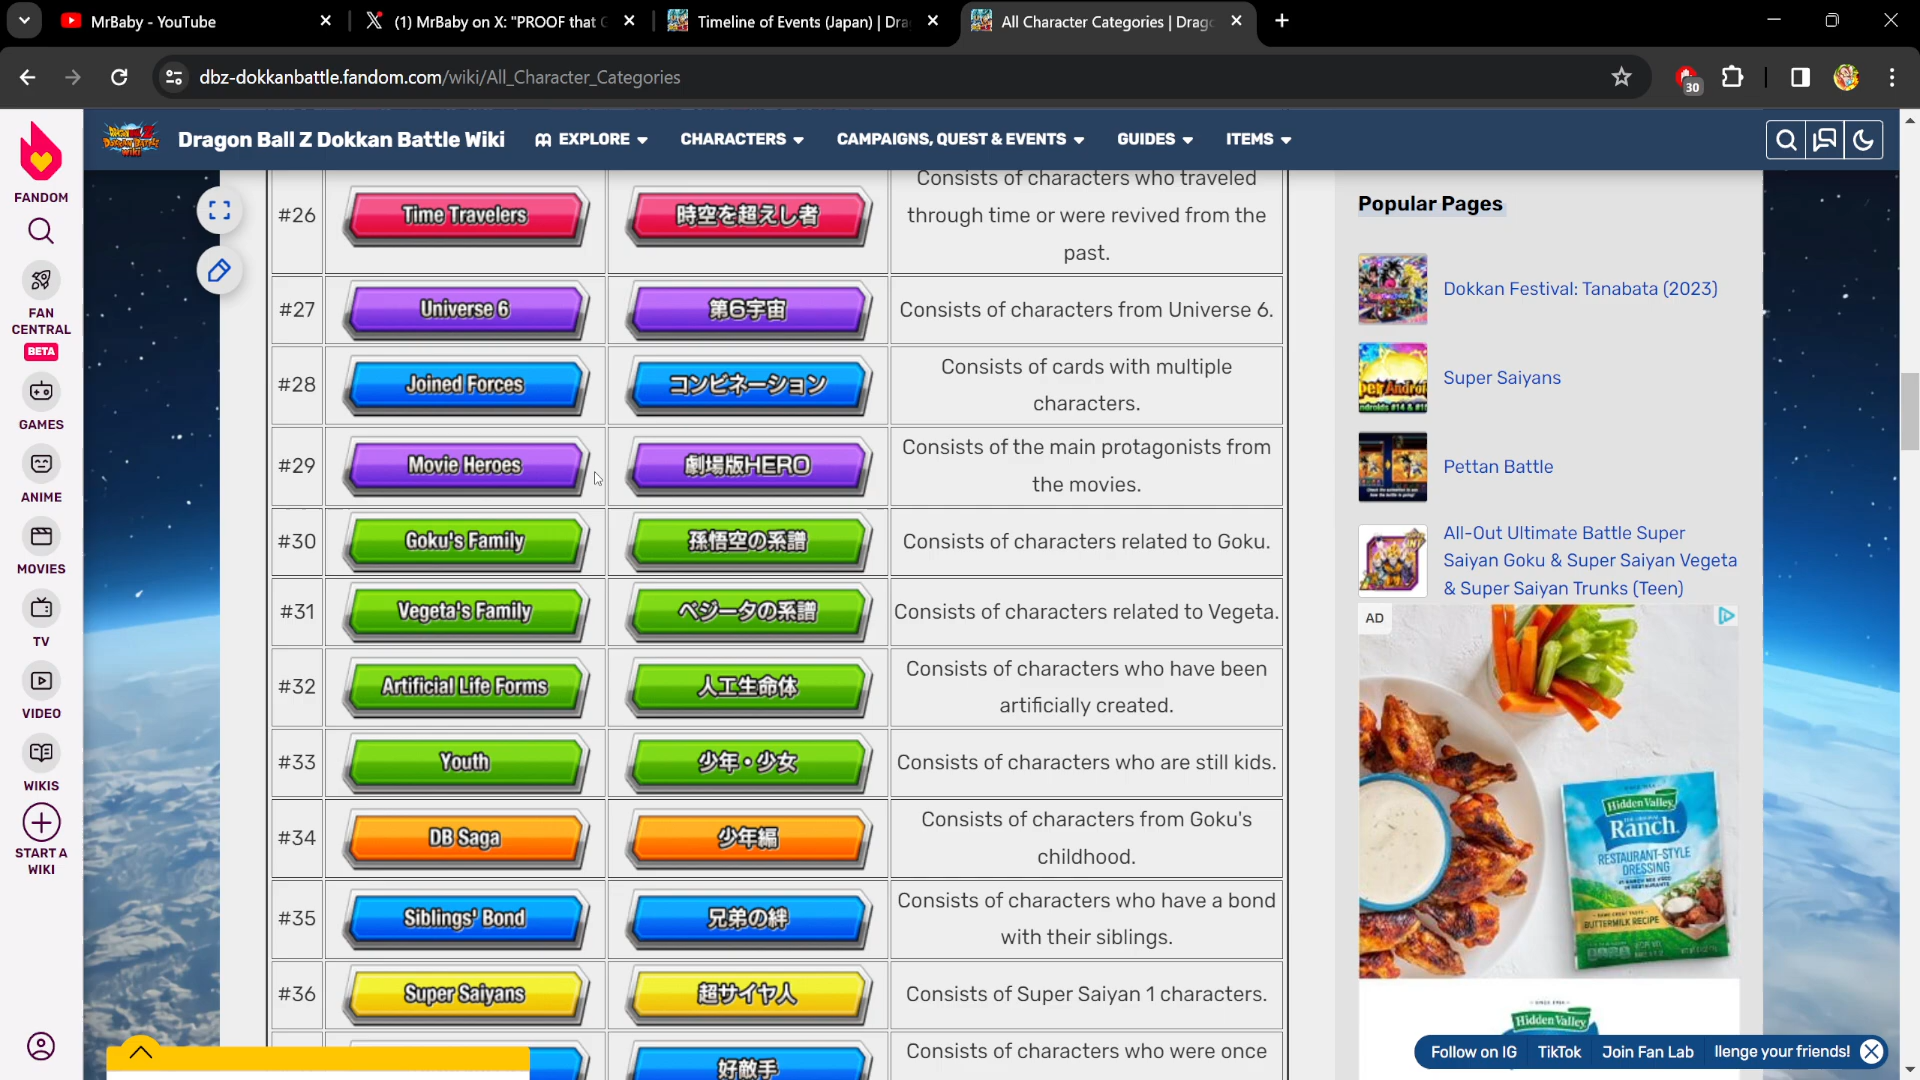 MrBaby - YouTube
(1) MrBaby on X: "PROOF that G
Timeline of Events (Japan) | Dra
All Character Categories | Drago
dbz-dokkanbattle.fandom.com/wiki/All_Character_Categories
30
Dragon Ball Z Dokkan Battle Wiki
EXPLORE
CHARACTERS
CAMPAIGNS, QUEST & EVENTS
GUIDES
ITEMS
FANDOM
FAN
CENTRAL
BETA
GAMES
ANIME
MOVIES
TV
VIDEO
WIKIS
START A
WIKI
#26
Time Travelers
時空を超えし者
Consists of characters who traveled
through time or were revived from the
past.
#27
Universe 6
第6宇宙
Consists of characters from Universe 6.
#28
Joined Forces
コンビネーション
Consists of cards with multiple
characters.
#29
Movie Heroes
劇場版HERO
Consists of the main protagonists from
the movies.
#30
Goku's Family
孫悟空の系譜
Consists of characters related to Goku.
#31
Vegeta's Family
ベジータの系譜
Consists of characters related to Vegeta.
#32
Artificial Life Forms
人工生命体
Consists of characters who have been
artificially created.
#33
Youth
少年・少女
Consists of characters who are still kids.
#34
DB Saga
少年編
Consists of characters from Goku's
childhood.
#35
Siblings' Bond
兄弟の絆
Consists of characters who have a bond
with their siblings.
#36
Super Saiyans
超サイヤ人
Consists of Super Saiyan 1 characters.
好敵手
Consists of characters who were once
Popular Pages
Dokkan Festival: Tanabata (2023)
Super Saiyans
Pettan Battle
All-Out Ultimate Battle Super
Saiyan Goku & Super Saiyan Vegeta
& Super Saiyan Trunks (Teen)
AD
Hidden Valley
Ranch
RESTAURANT-STYLE
DRESSING
BUTTERMILK RECIPE
Hidden Valley
Follow on IG
TikTok
Join Fan Lab
llenge your friends!